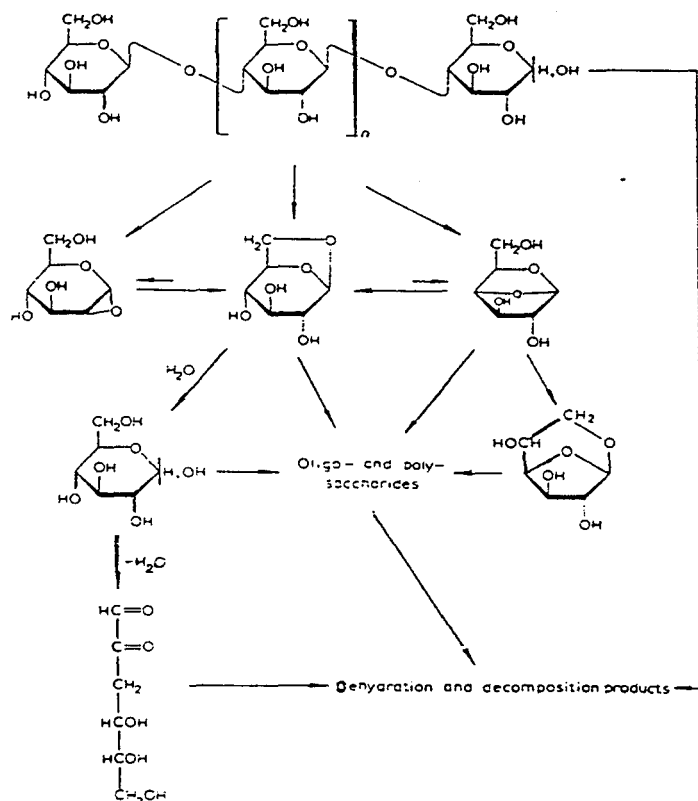 CH₂OH
CH₂OH
CH₂OH
O
O
O
O
O
OH
OH
OH
H,OH
HO
OH
OH
OH
n
CH₂OH
H₂C
O
CH₂OH
O
O
O
OH
OH
O
OH
HO
O
HO
OH
OH
H₂O
CH₂OH
CH₂
O
HOCH
O
H,OH
Oligo- and poly-
saccharides
O
OH
OH
HO
OH
OH
-H₂O
HC=O
C=O
CH₂
Dehydration and decomposition products
HCOH
HCOH
CH₂OH